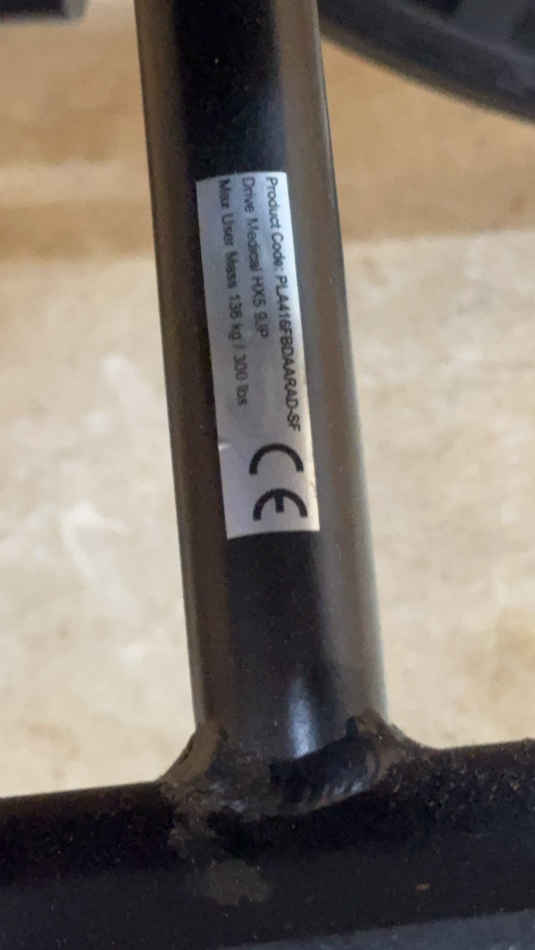 Product Code: PLA416FBDAARAD-SF
Drive Medical HX5 9JP
Max User Mass 136 kg / 300 lbs
CE